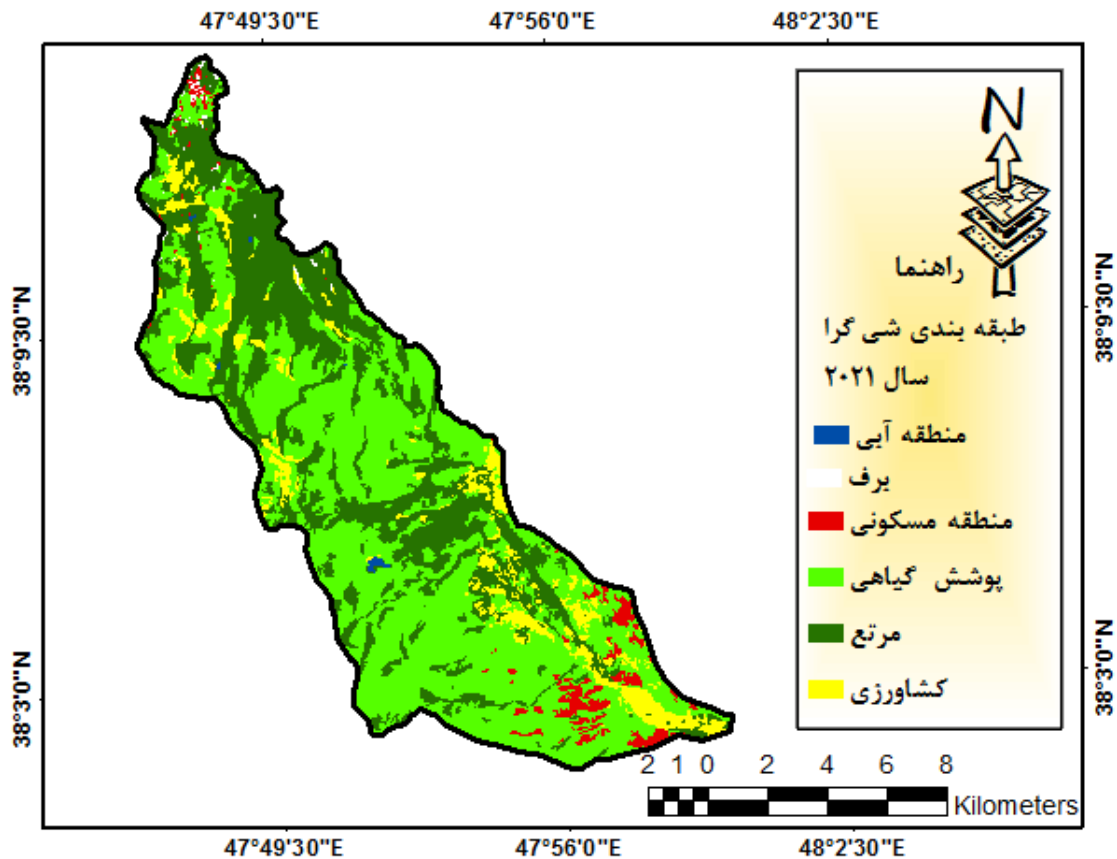 47°49'30"E 47°56'0"E 48°2'30"E
38°9'30"N
38°3'0"N
38°9'30"N
38°3'0"N
N
راهنما
طبقه بندی شی گرا
سال ۲۰۲۱
منطقه آبی
برف
منطقه مسکونی
پوشش گیاهی
مرتع
کشاورزی
2 1 0 2 4 6 8
Kilometers
47°49'30"E 47°56'0"E 48°2'30"E